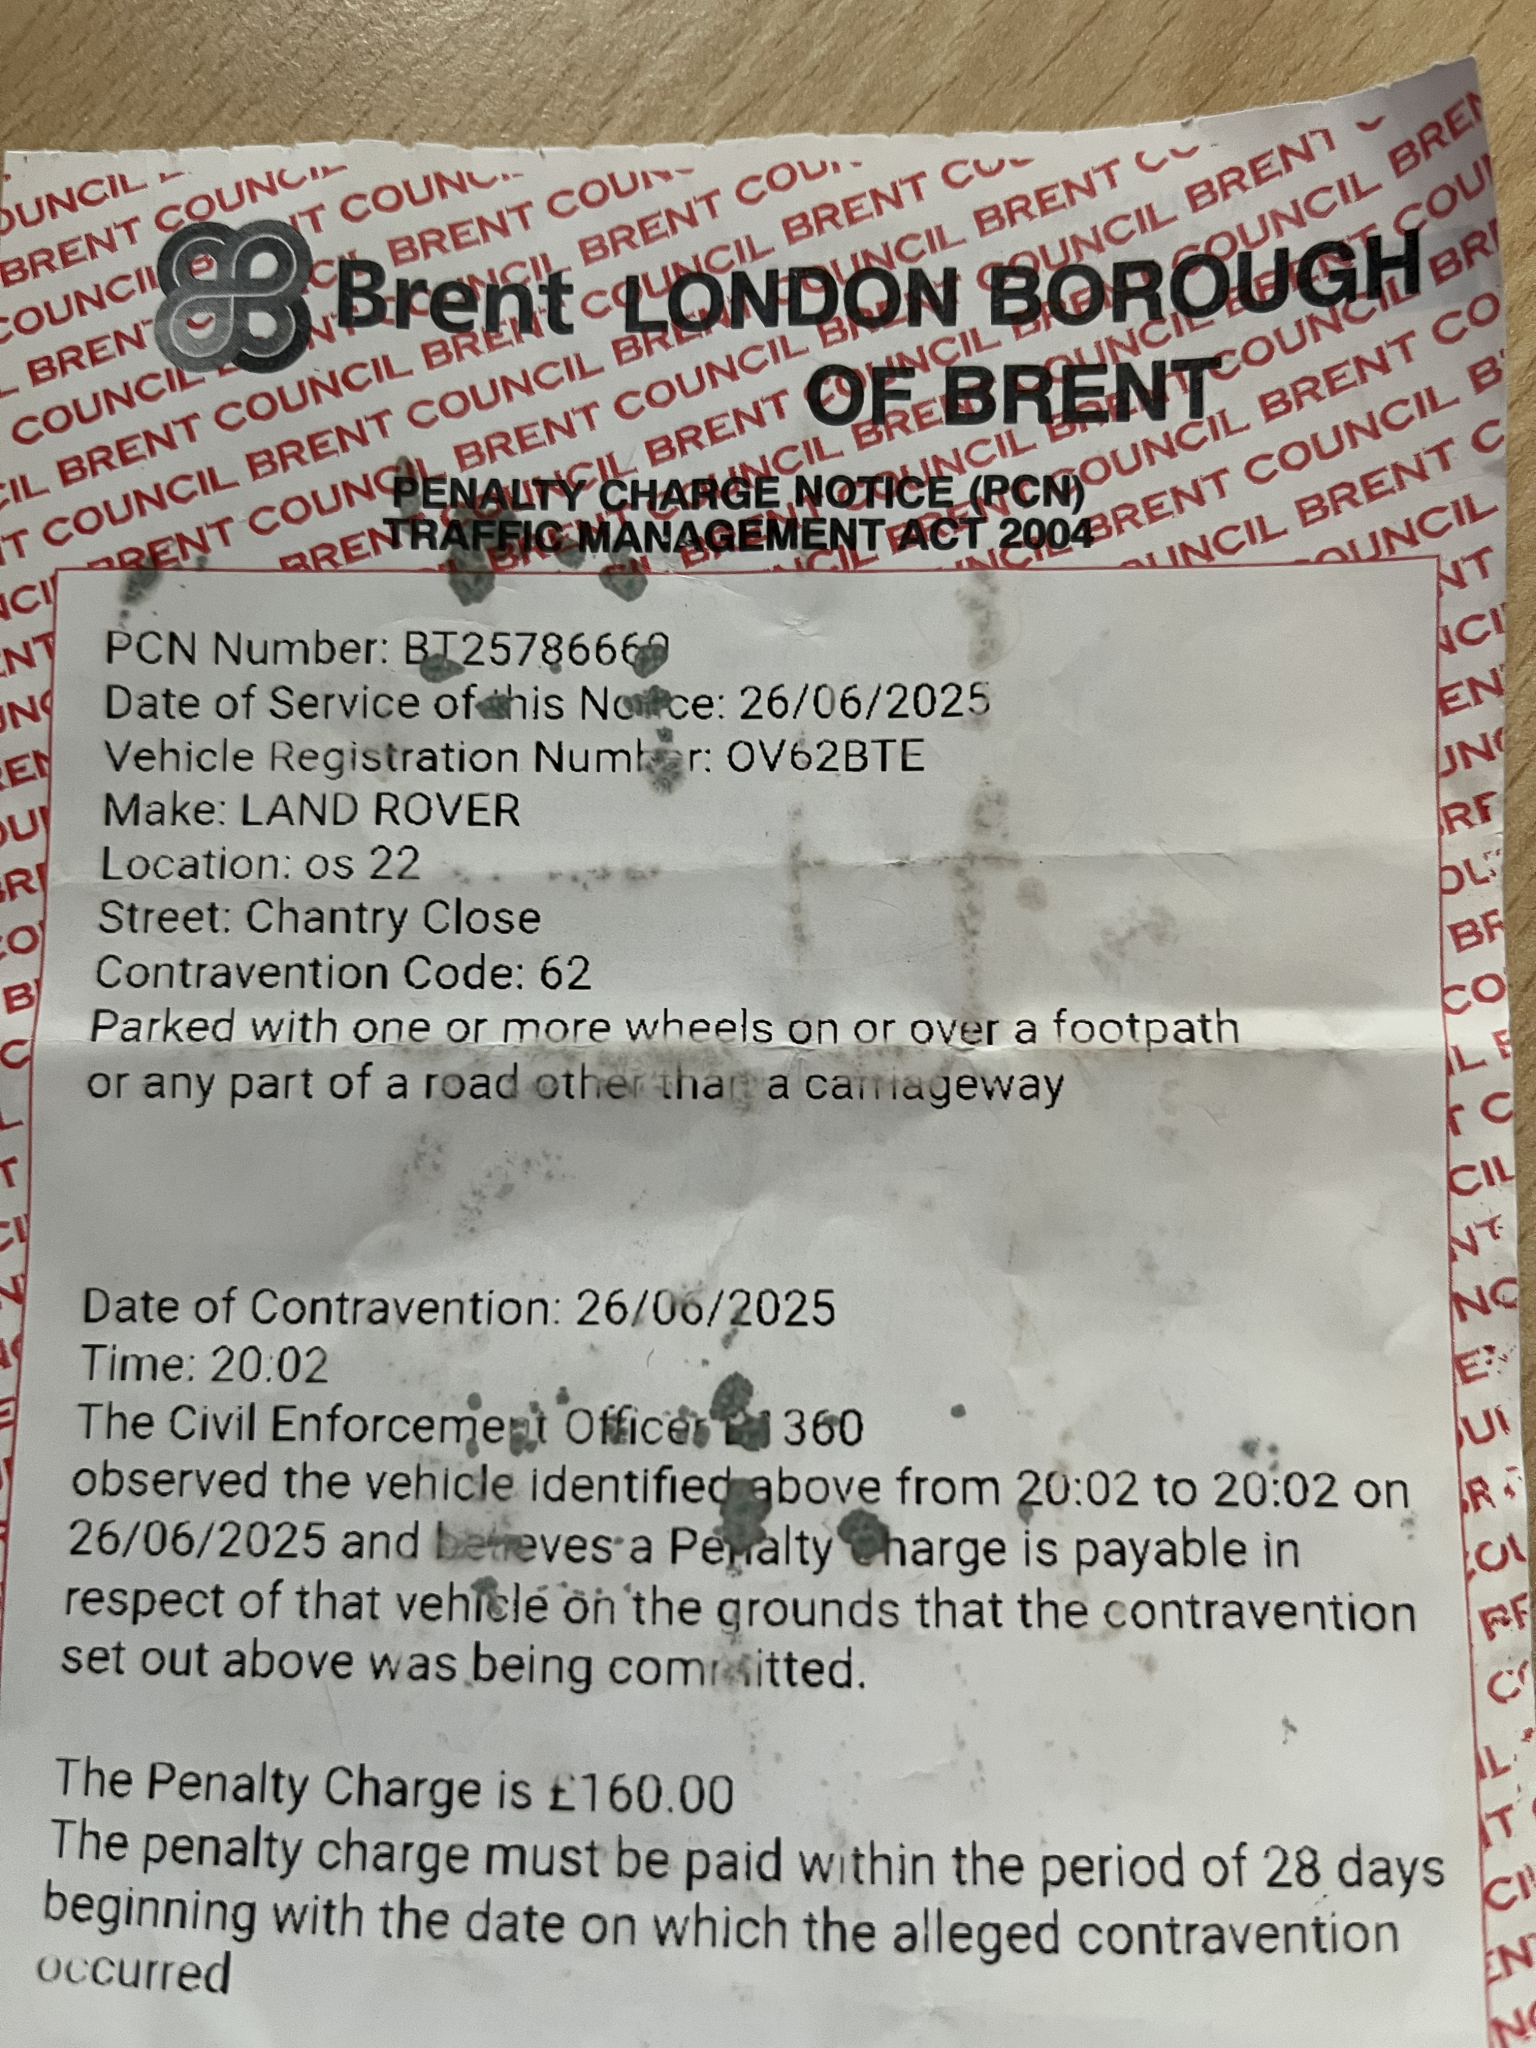 Brent LONDON BOROUGH
OF BRENT
PENALTY CHARGE NOTICE (PCN)
TRAFFIC MANAGEMENT ACT 2004
PCN Number: BT25786660
Date of Service of this Notice: 26/06/2025
Vehicle Registration Number: OV62BTE
Make: LAND ROVER
Location: os 22
Street: Chantry Close
Contravention Code: 62
Parked with one or more wheels on or over a footpath
or any part of a road other than a carriageway
Date of Contravention: 26/06/2025
Time: 20:02
The Civil Enforcement Officer
observed the vehicle identified above from 20:02 to 20:02 on
26/06/2025 and believes a Penalty Charge is payable in
respect of that vehicle on the grounds that the contravention
set out above was being committed.
The Penalty Charge is £160.00
The penalty charge must be paid within the period of 28 days
beginning with the date on which the alleged contravention
occurred